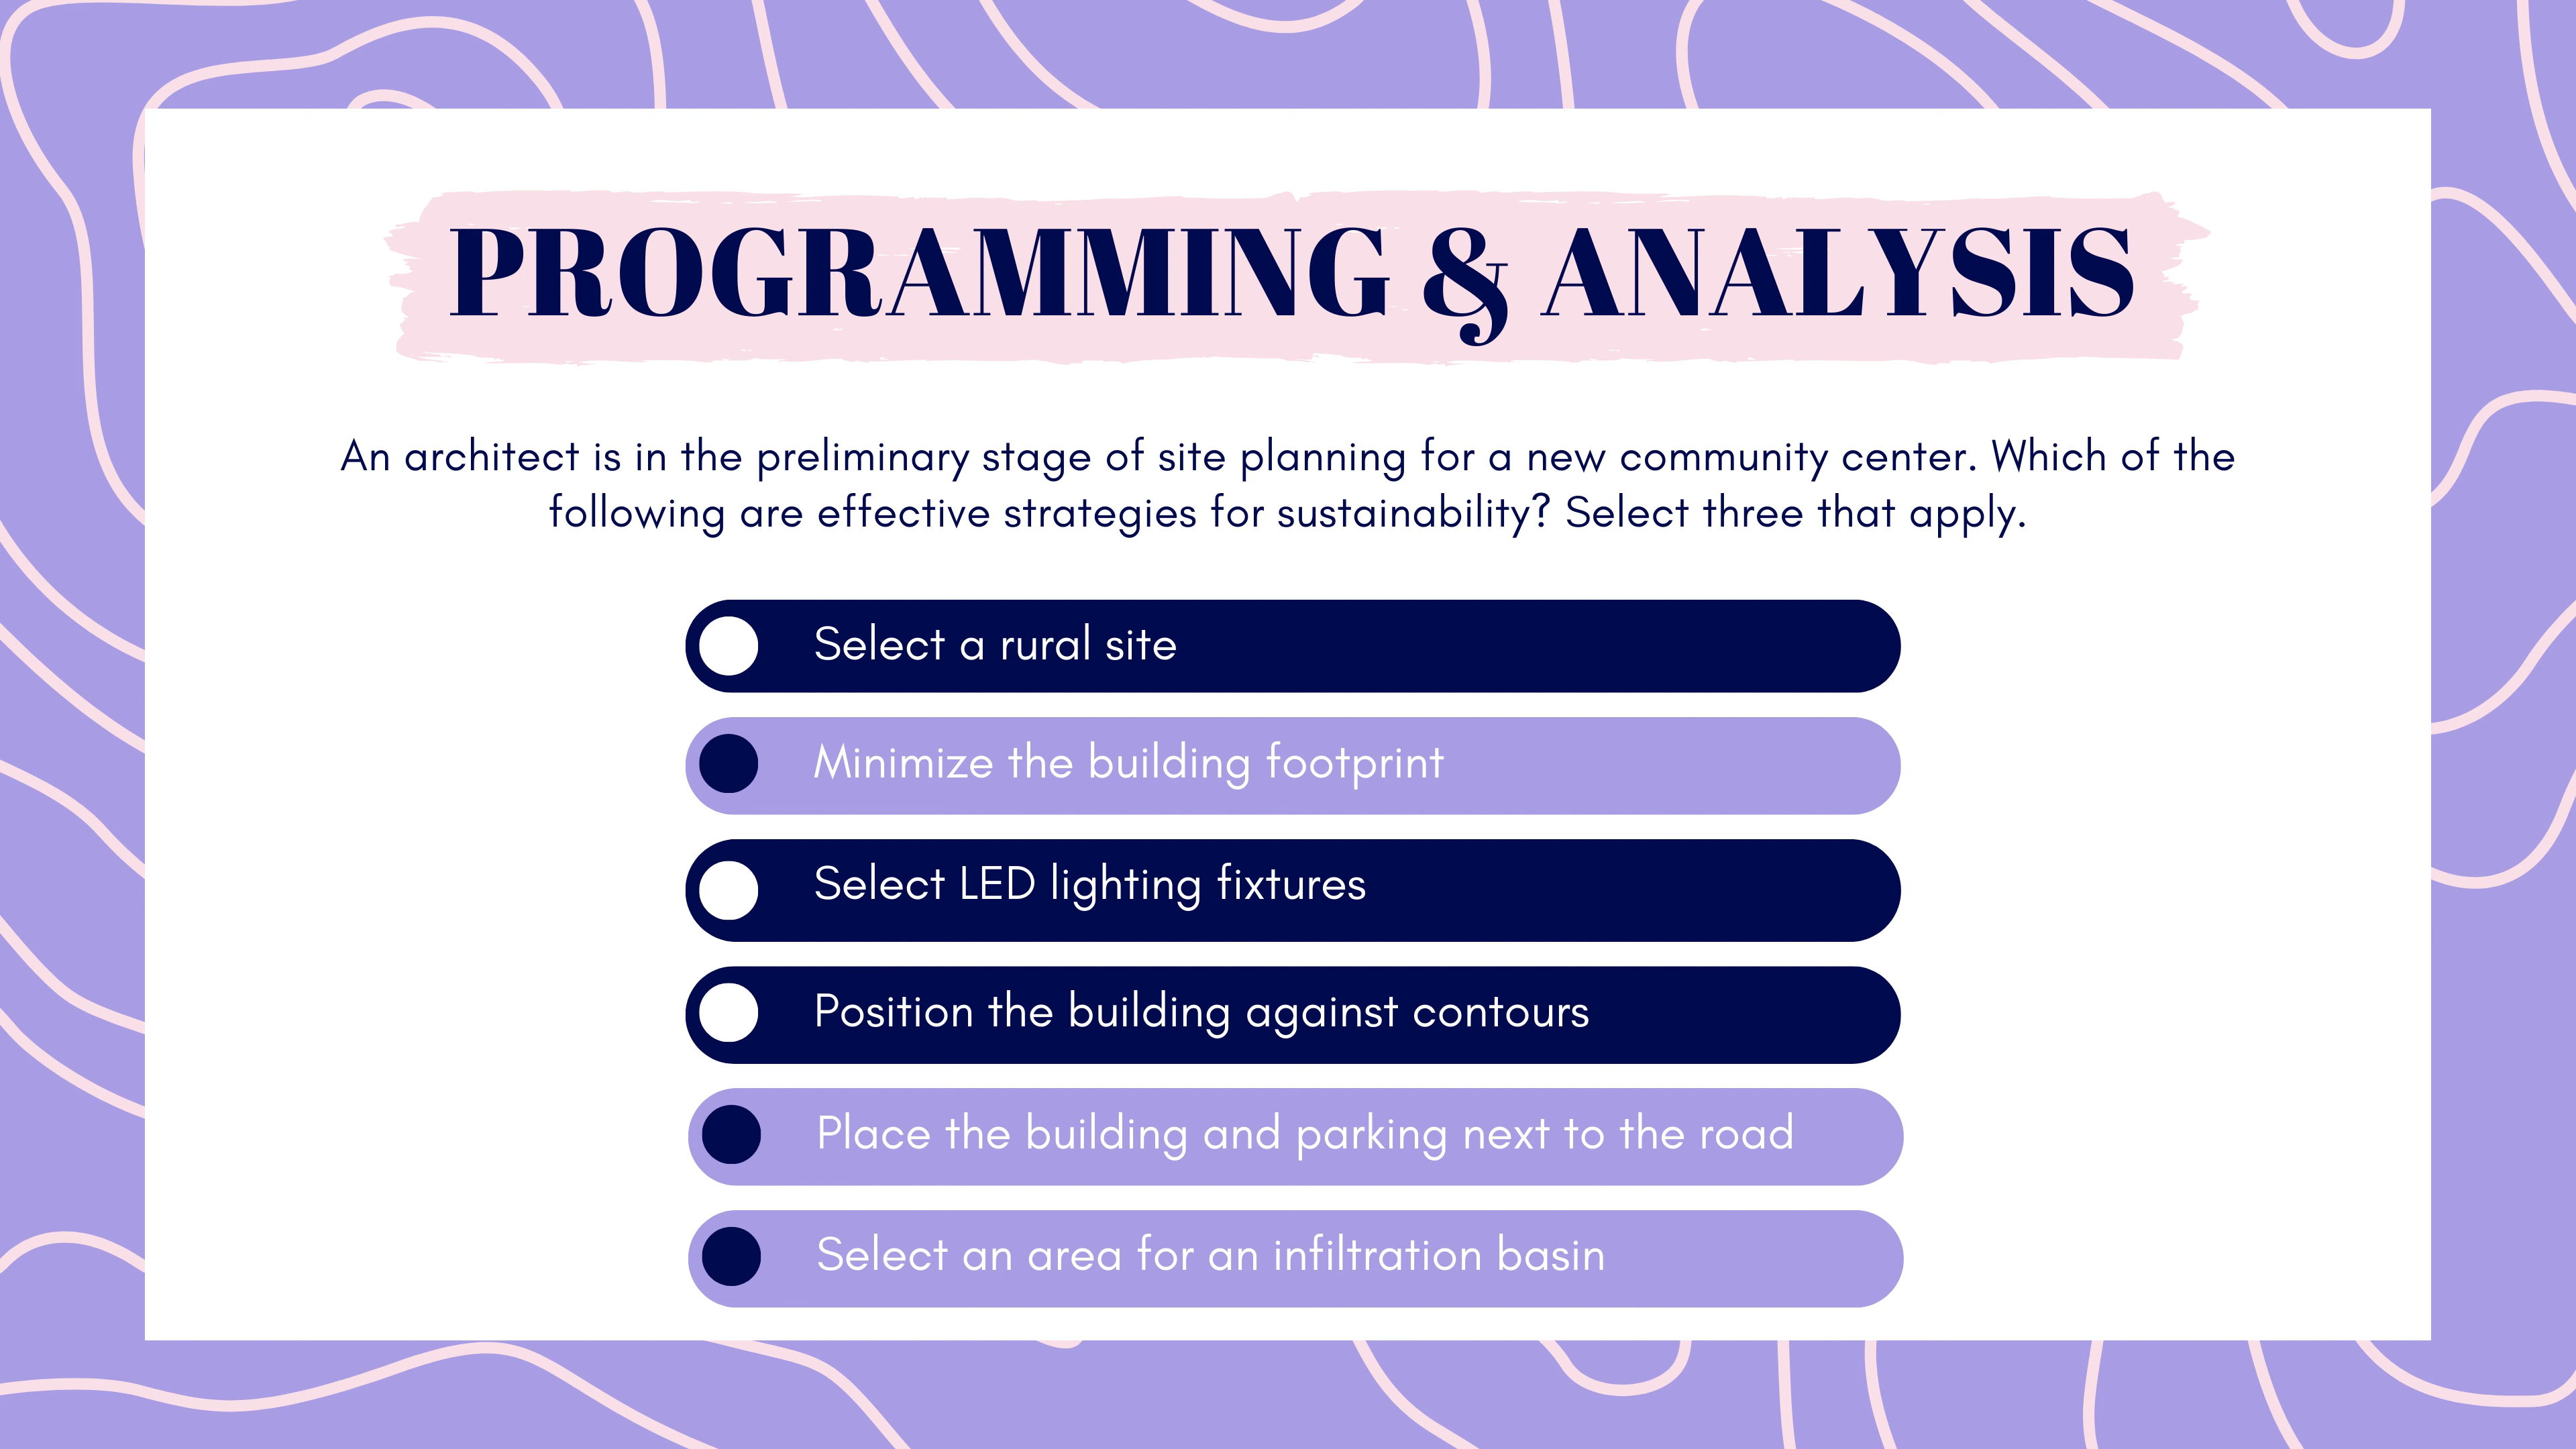 PROGRAMMING & ANALYSIS
An architect is in the preliminary stage of site planning for a new community center. Which of the
following are effective strategies for sustainability? Select three that apply.
Select a rural site
Minimize the building footprint
Select LED lighting fixtures
Position the building against contours
Place the building and parking next to the road
Select an area for an infiltration basin